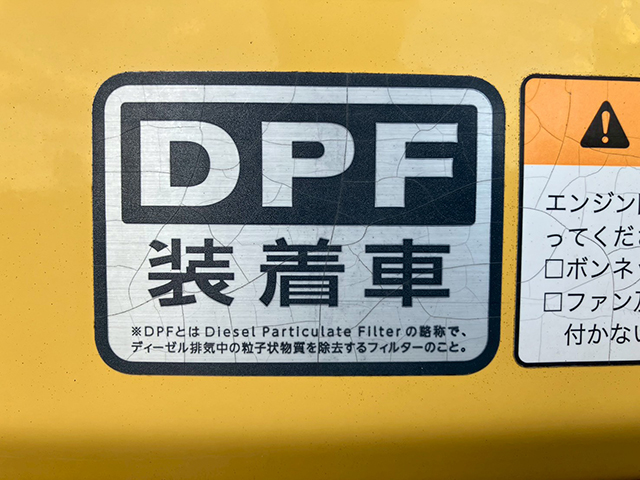 DPF
装着車
※DPFとはDiesel Particulate Filterの略称で、
ディーゼル排気中の粒子状物質を除去するフィルターのこと。
エンジン
ってくだ
□ボンネ
□ファン
付かない